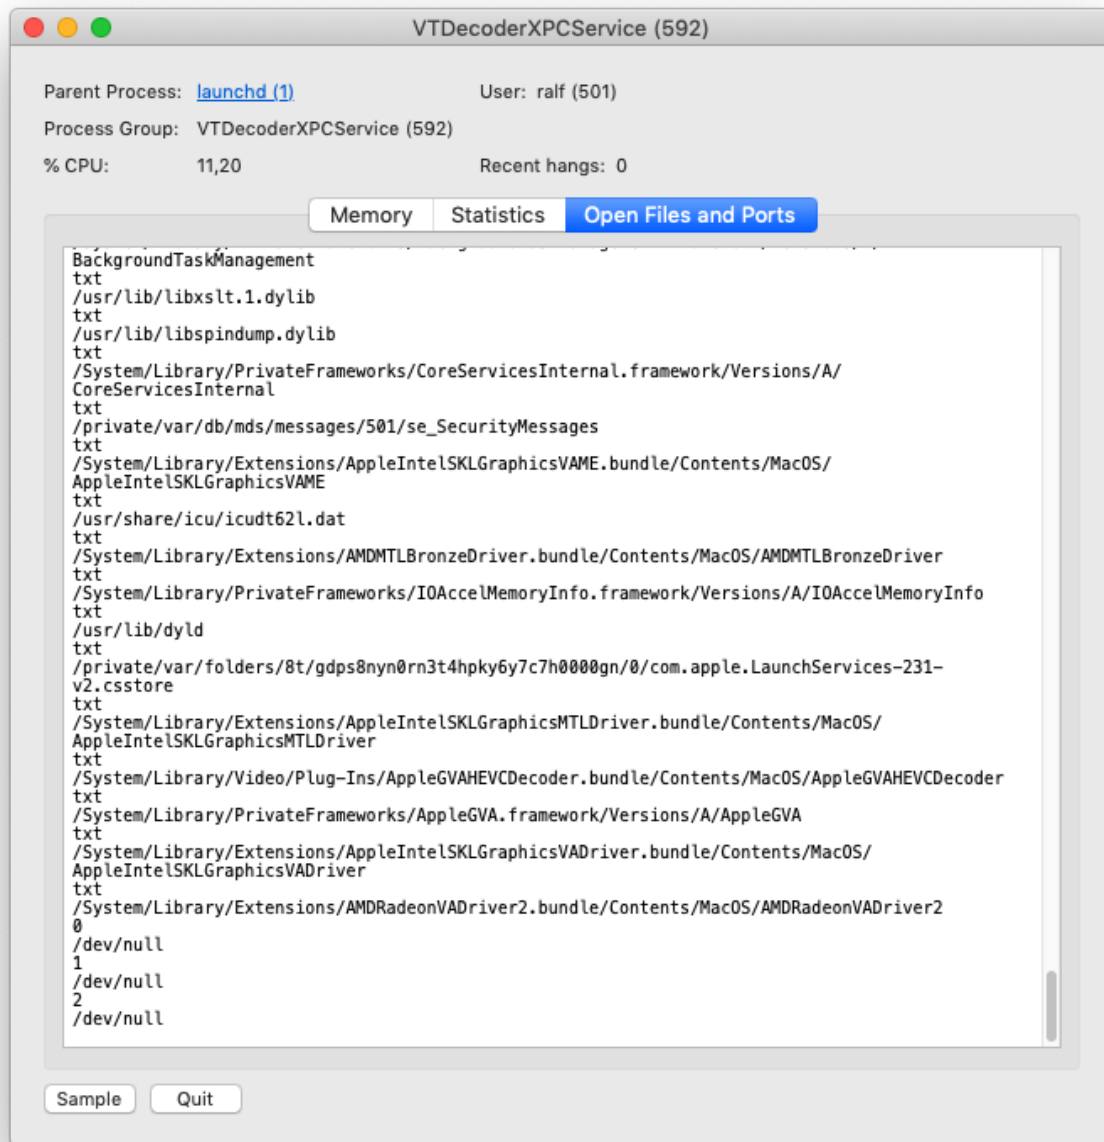 VTDecoderXPCService (592)
Parent Process: launchd (1) User: ralf (501)
Process Group: VTDecoderXPCService (592)
% CPU: 11,20 Recent hangs: 0
Memory Statistics Open Files and Ports
BackgroundTaskManagement
txt
/usr/lib/libxslt.1.dylib
txt
/usr/lib/libspindump.dylib
txt
/System/Library/PrivateFrameworks/CoreServicesInternal.framework/Versions/A/
CoreServicesInternal
txt
/private/var/db/mds/messages/501/se_SecurityMessages
txt
/System/Library/Extensions/AppleIntelSKLGraphicsVAME.bundle/Contents/MacOS/
AppleIntelSKLGraphicsVAME
txt
/usr/share/icu/icudt62l.dat
txt
/System/Library/Extensions/AMDMTLBronzeDriver.bundle/Contents/MacOS/AMDMTLBronzeDriver
txt
/System/Library/PrivateFrameworks/IOAccelMemoryInfo.framework/Versions/A/IOAccelMemoryInfo
txt
/usr/lib/dyld
txt
/private/var/folders/8t/gdps8nyn0rn3t4hpky6y7c7h0000gn/0/com.apple.LaunchServices-231-
v2.csstore
txt
/System/Library/Extensions/AppleIntelSKLGraphicsMTLDriver.bundle/Contents/MacOS/
AppleIntelSKLGraphicsMTLDriver
txt
/System/Library/Video/Plug-Ins/AppleGVAHEVCDecoder.bundle/Contents/MacOS/AppleGVAHEVCDecoder
txt
/System/Library/PrivateFrameworks/AppleGVA.framework/Versions/A/AppleGVA
txt
/System/Library/Extensions/AppleIntelSKLGraphicsVADriver.bundle/Contents/MacOS/
AppleIntelSKLGraphicsVADriver
txt
/System/Library/Extensions/AMDRadeonVADriver2.bundle/Contents/MacOS/AMDRadeonVADriver2
0
/dev/null
1
/dev/null
2
/dev/null
Sample Quit